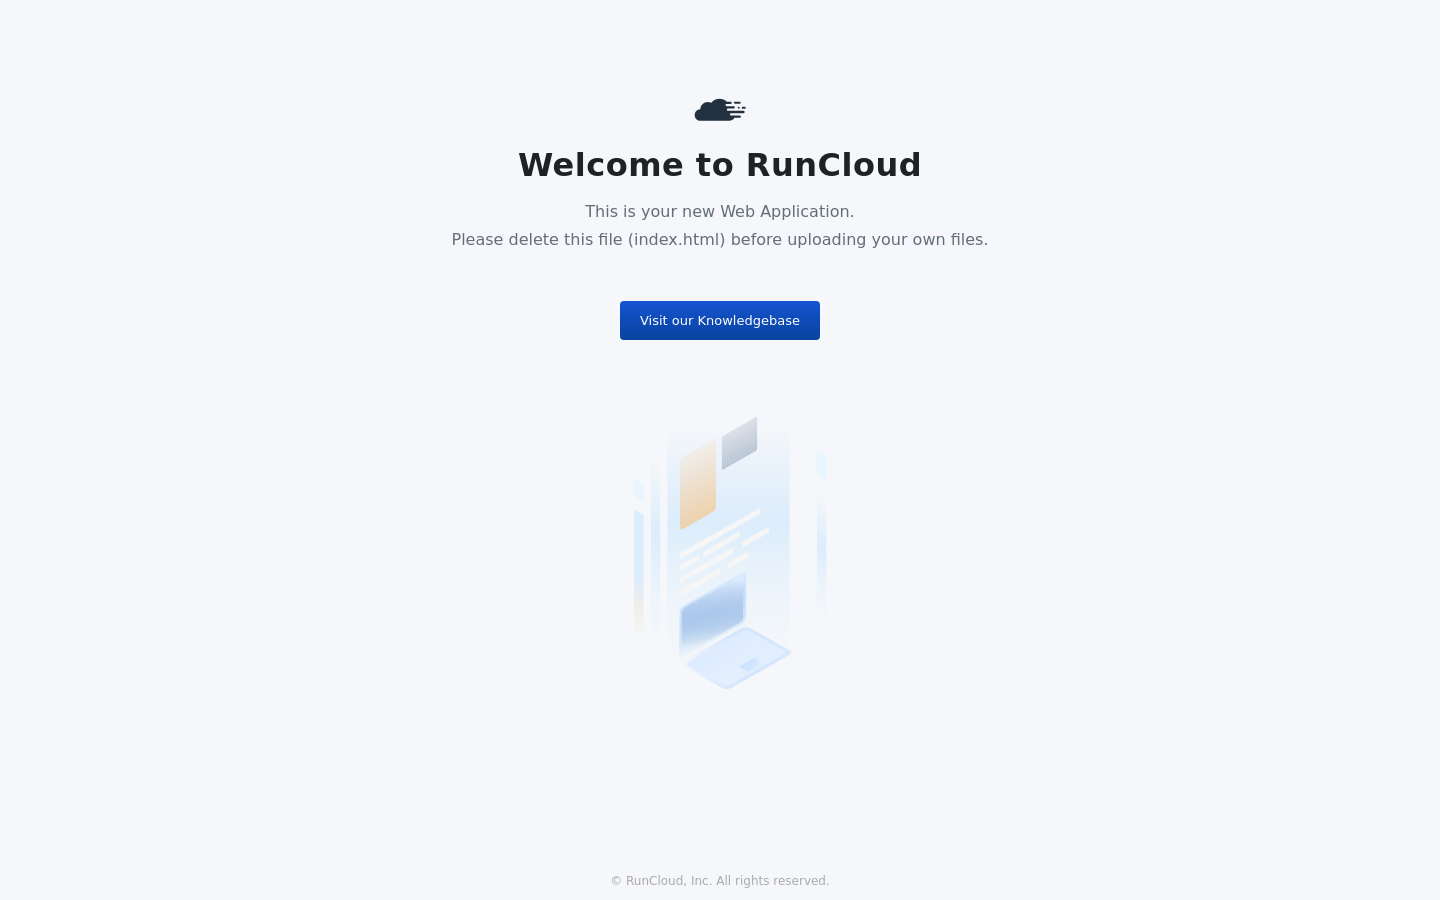 Welcome to RunCloud
This is your new Web Application.
Please delete this file (index.html) before uploading your own files.
Visit our Knowledgebase
© RunCloud, Inc. All rights reserved.